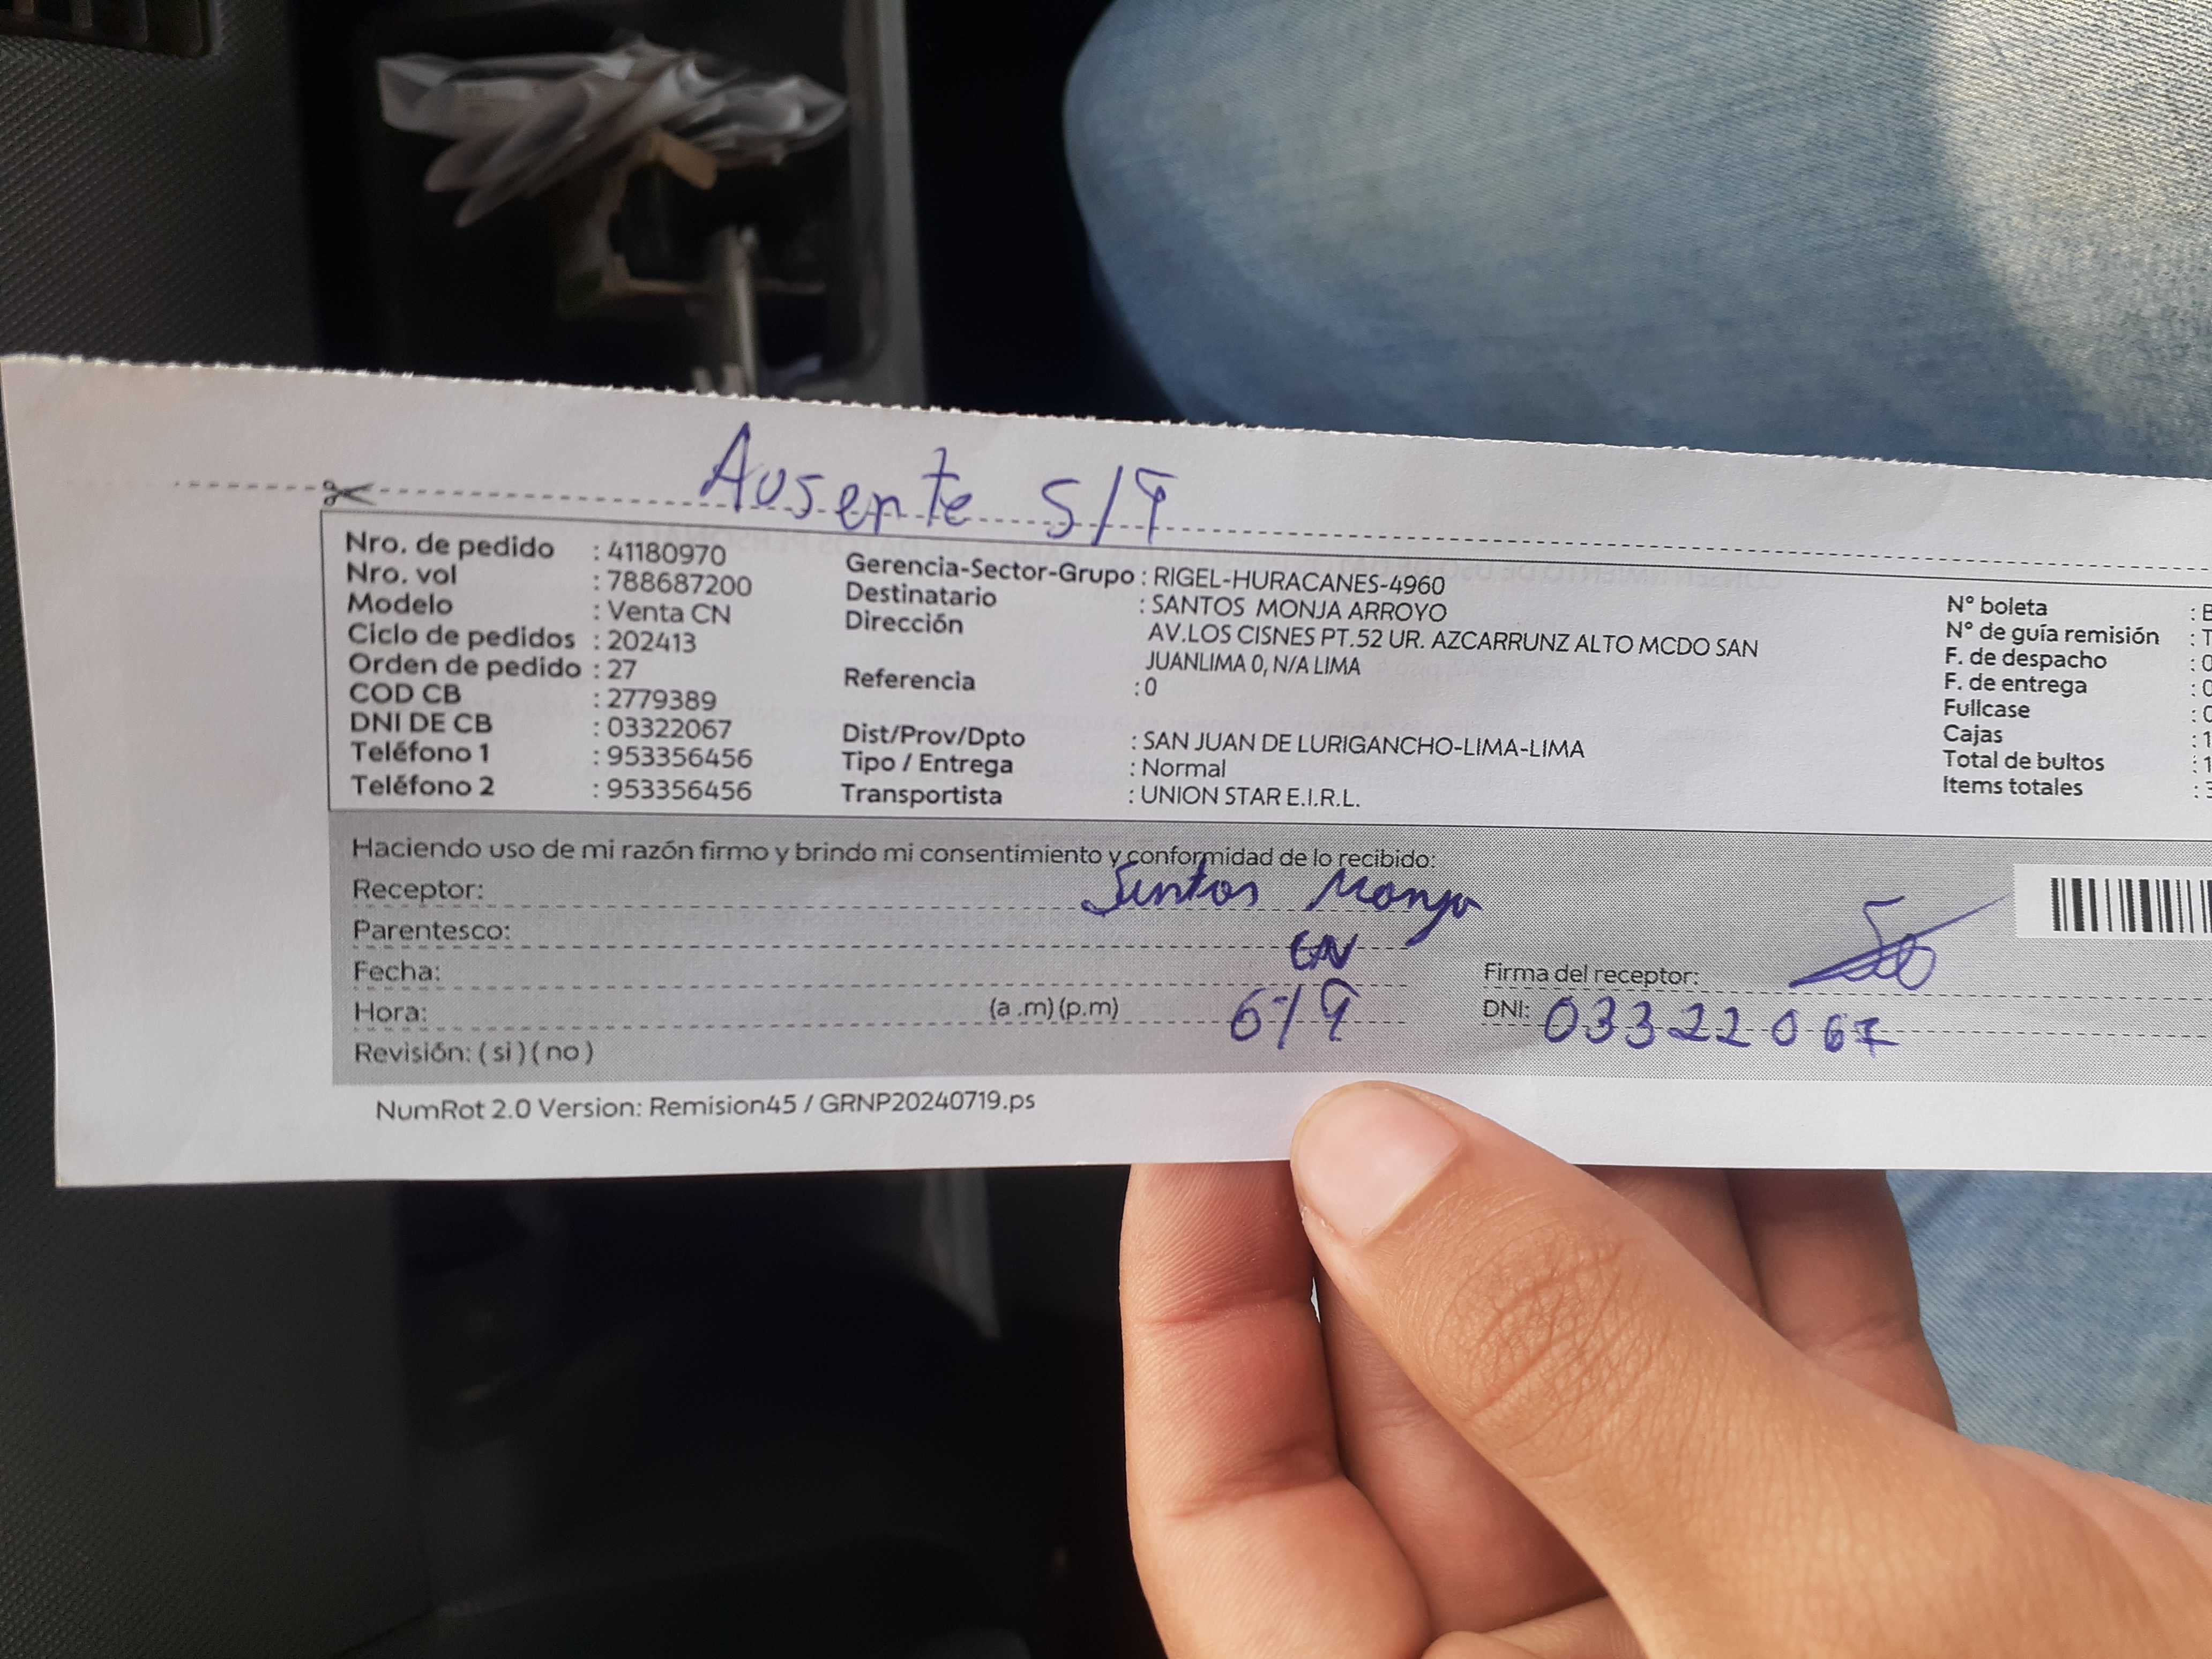 Ausente 5/9
Nro. de pedido : 41180970
Nro. vol : 788687200
Modelo : Venta CN
Ciclo de pedidos : 202413
Orden de pedido : 27
COD CB : 2779389
DNI DE CB : 03322067
Teléfono 1 : 953356456
Teléfono 2 : 953356456
Gerencia-Sector-Grupo : RIGEL-HURACANES-4960
Destinatario : SANTOS MONJA ARROYO
Dirección AV.LOS CISNES PT.52 UR. AZCARRUNZ ALTO MCDO SAN
JUANLIMA 0, N/A LIMA
Referencia : 0
Dist/Prov/Dpto : SAN JUAN DE LURIGANCHO-LIMA-LIMA
Tipo / Entrega : Normal
Transportista : UNION STAR E.I.R.L.
N° boleta :
N° de guía remisión :
F. de despacho :
F. de entrega :
Fullcase :
Cajas : 1
Total de bultos : 1
Items totales :
Haciendo uso de mi razón firmo y brindo mi consentimiento y conformidad de lo recibido:
Receptor: Santos Monja
Parentesco: CN
Fecha: 6/9
Hora: (a .m) (p.m)
Revisión: ( si ) ( no )
Firma del receptor:
DNI: 03322067
NumRot 2.0 Version: Remision45 / GRNP20240719.ps